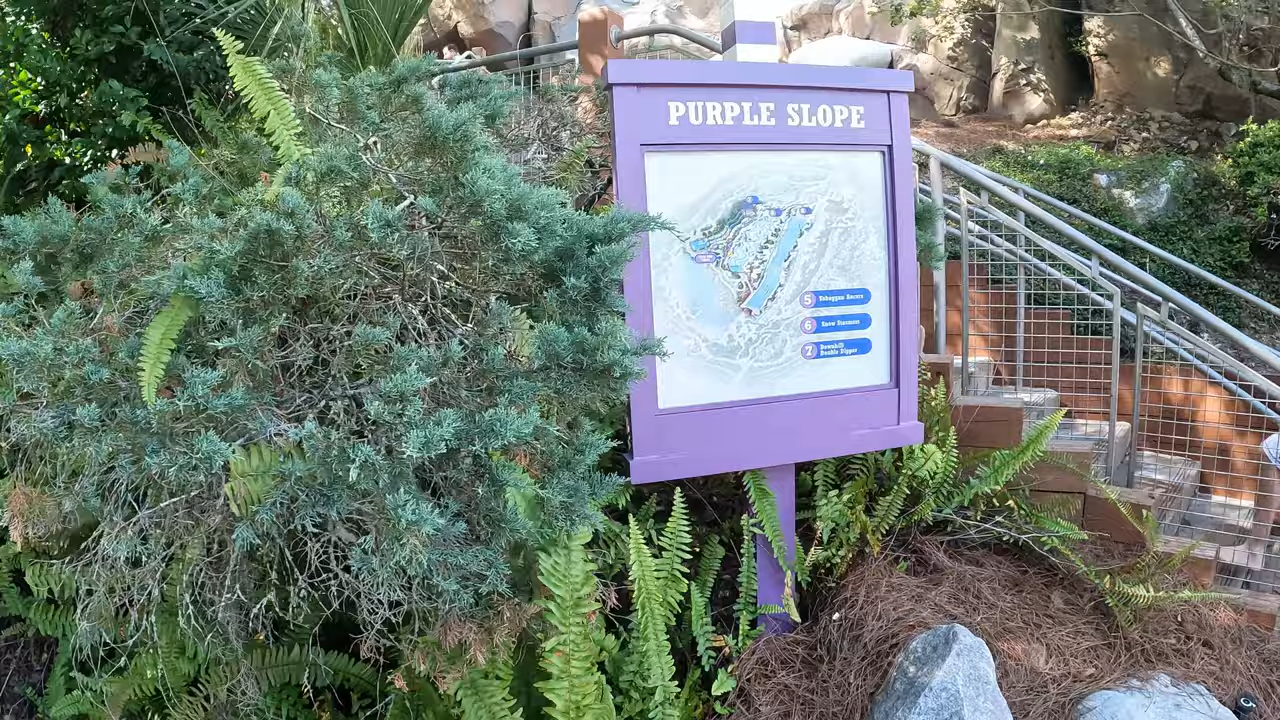 PURPLE SLOPE
5 Toboggan Racers
6 Snow Stormers
7 Downhill
Double Dipper